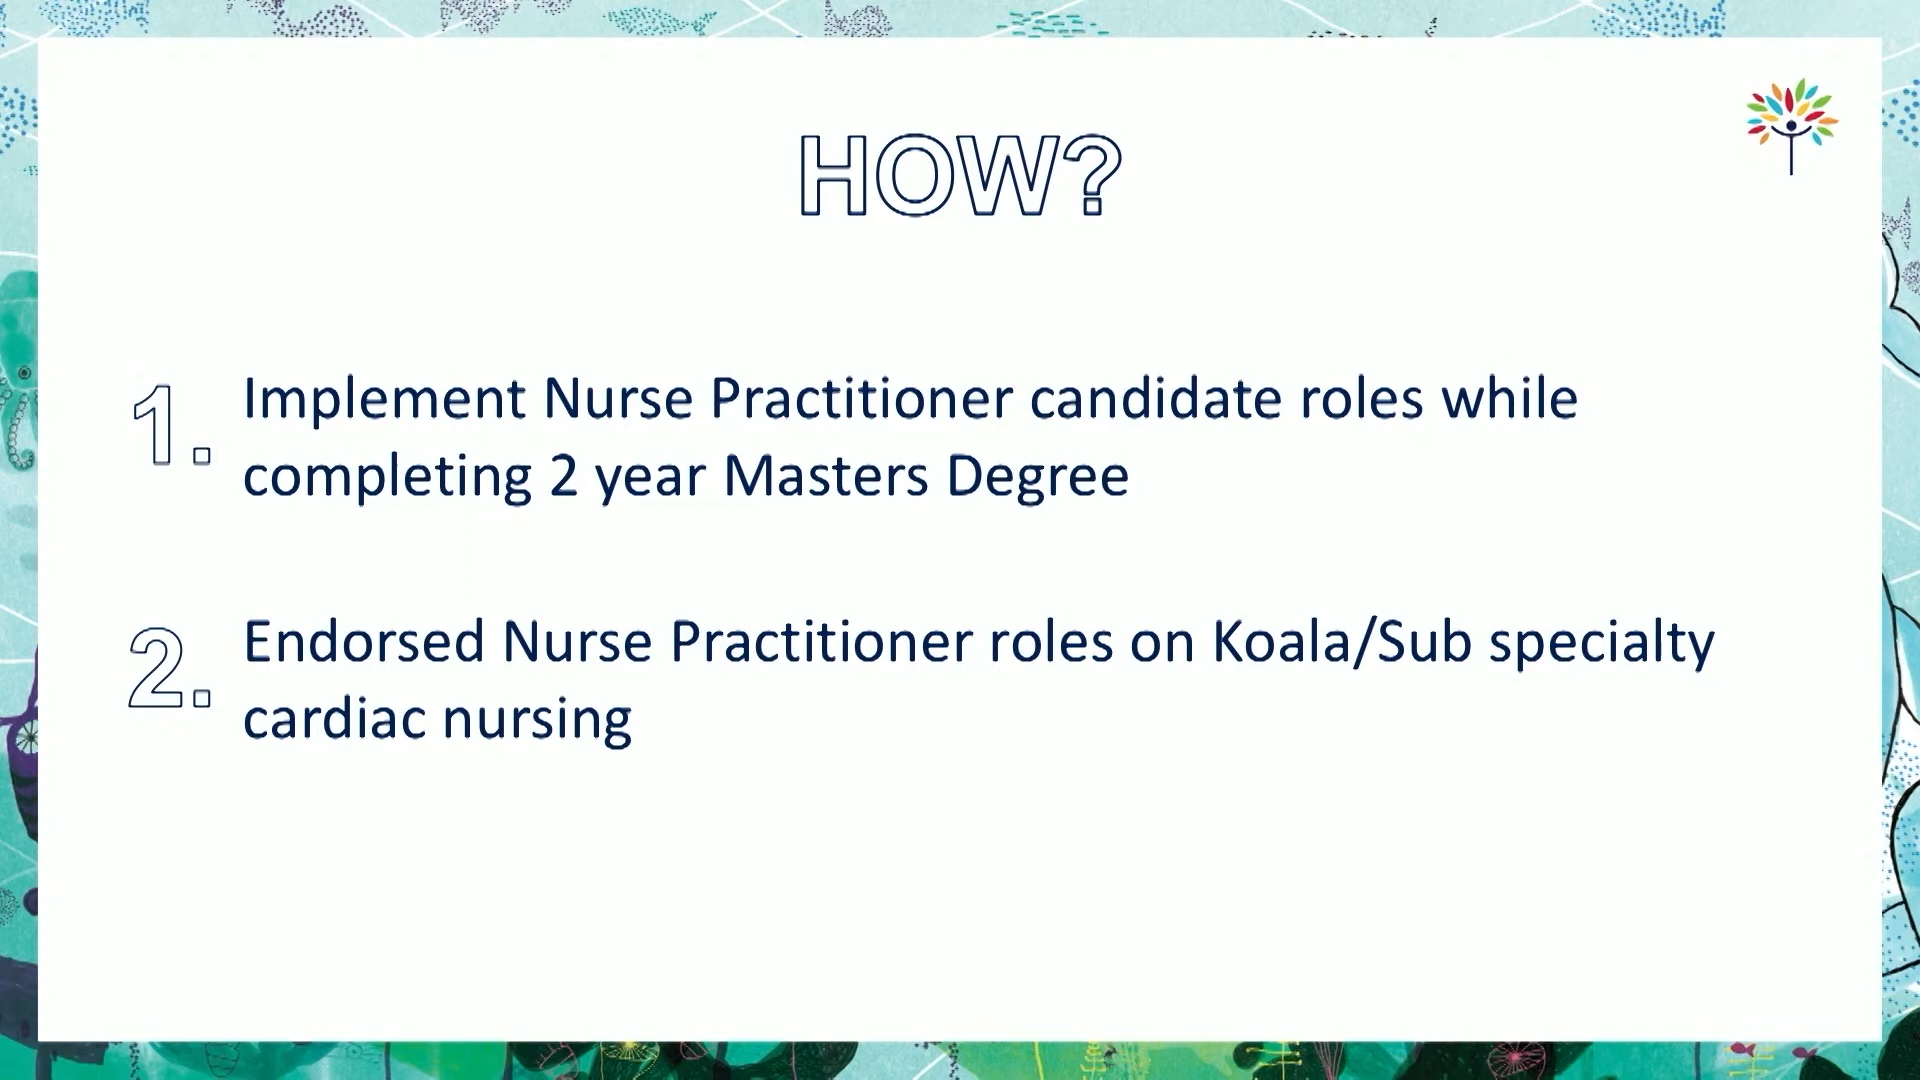 HOW?
1. Implement Nurse Practitioner candidate roles while
completing 2 year Masters Degree
2. Endorsed Nurse Practitioner roles on Koala/Sub specialty
cardiac nursing